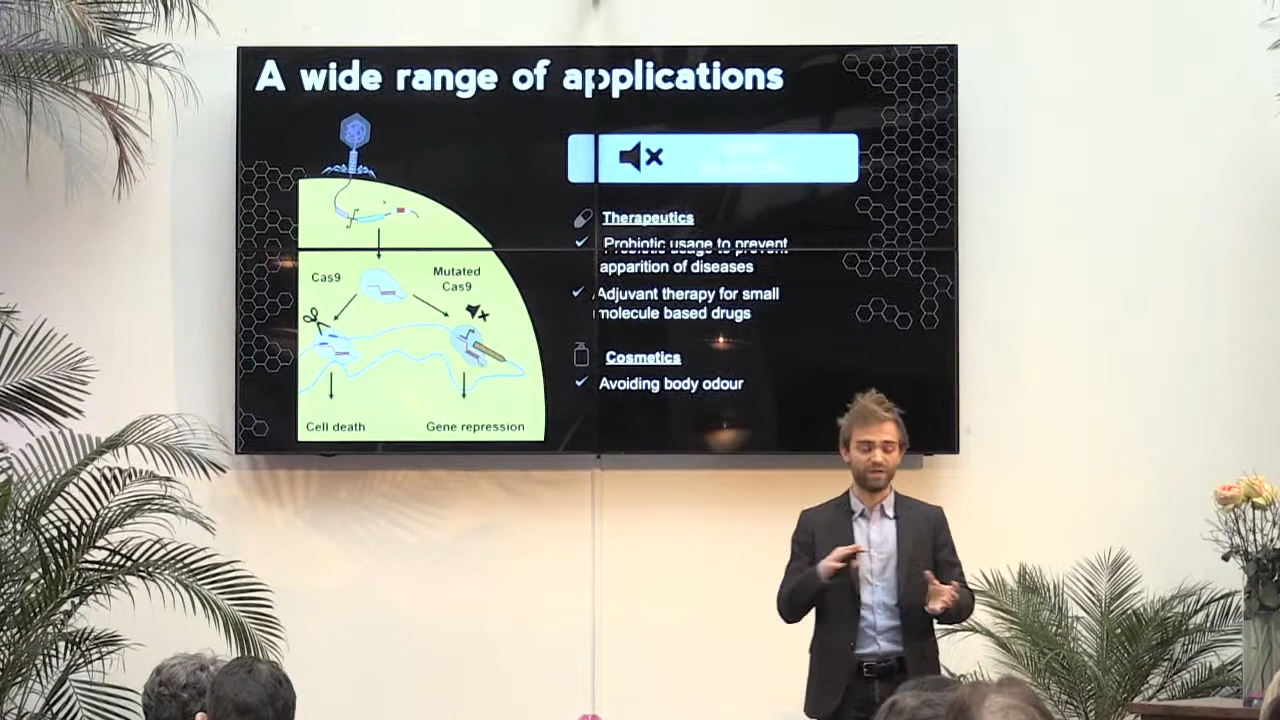 A wide range of applications
Cas9
Mutated
Cas9
Cell death
Gene repression
Therapeutics
Probiotic usage to prevent
apparition of diseases
Adjuvant therapy for small
molecule based drugs
Cosmetics
Avoiding body odour